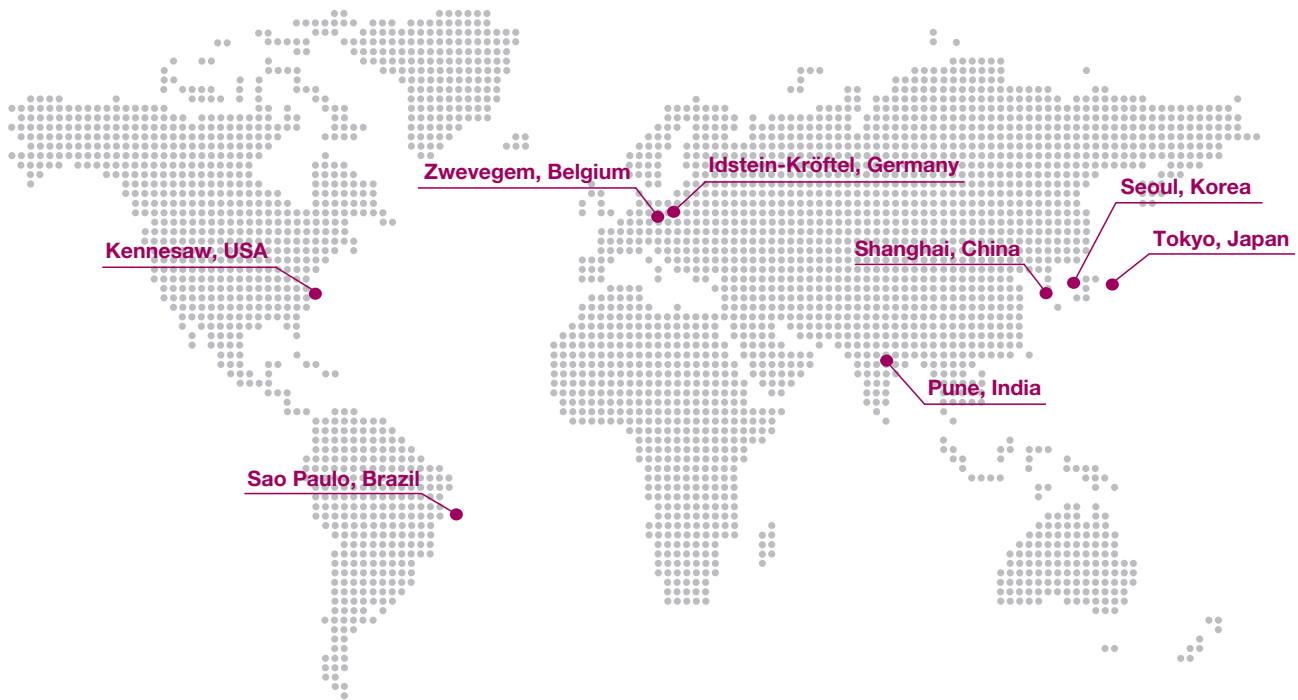 Zwevegem, Belgium
Idstein-Kröftel, Germany
Seoul, Korea
Tokyo, Japan
Shanghai, China
Kennesaw, USA
Pune, India
Sao Paulo, Brazil